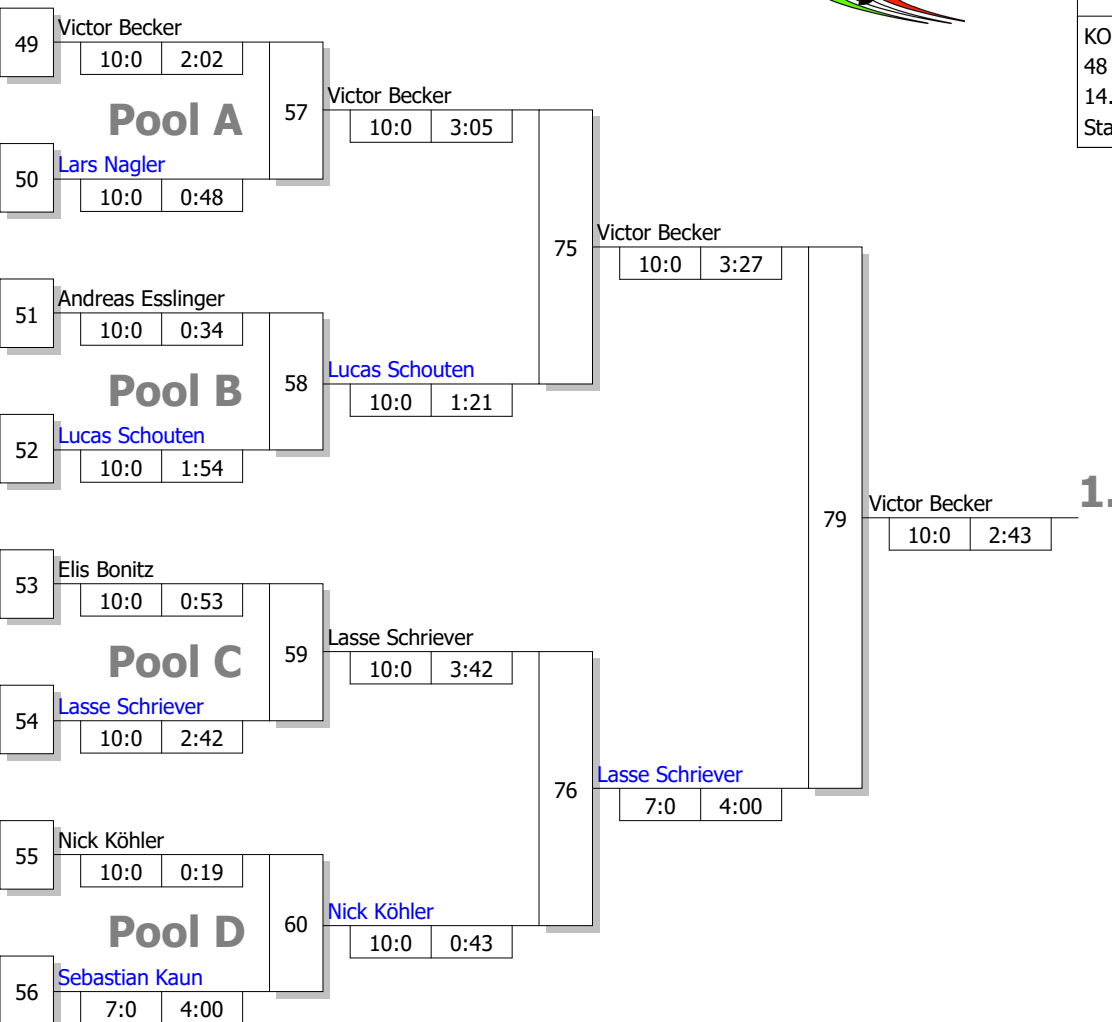 KO
48
14.
Sta
49
Victor Becker
10:0 2:02
Pool A
57
Victor Becker
10:0 3:05
50
Lars Nagler
10:0 0:48
75
Victor Becker
10:0 3:27
51
Andreas Esslinger
10:0 0:34
Pool B
58
Lucas Schouten
10:0 1:21
52
Lucas Schouten
10:0 1:54
79
Victor Becker
10:0 2:43
1.
53
Elis Bonitz
10:0 0:53
Pool C
59
Lasse Schriever
10:0 3:42
54
Lasse Schriever
10:0 2:42
76
Lasse Schriever
7:0 4:00
55
Nick Köhler
10:0 0:19
Pool D
60
Nick Köhler
10:0 0:43
56
Sebastian Kaun
7:0 4:00